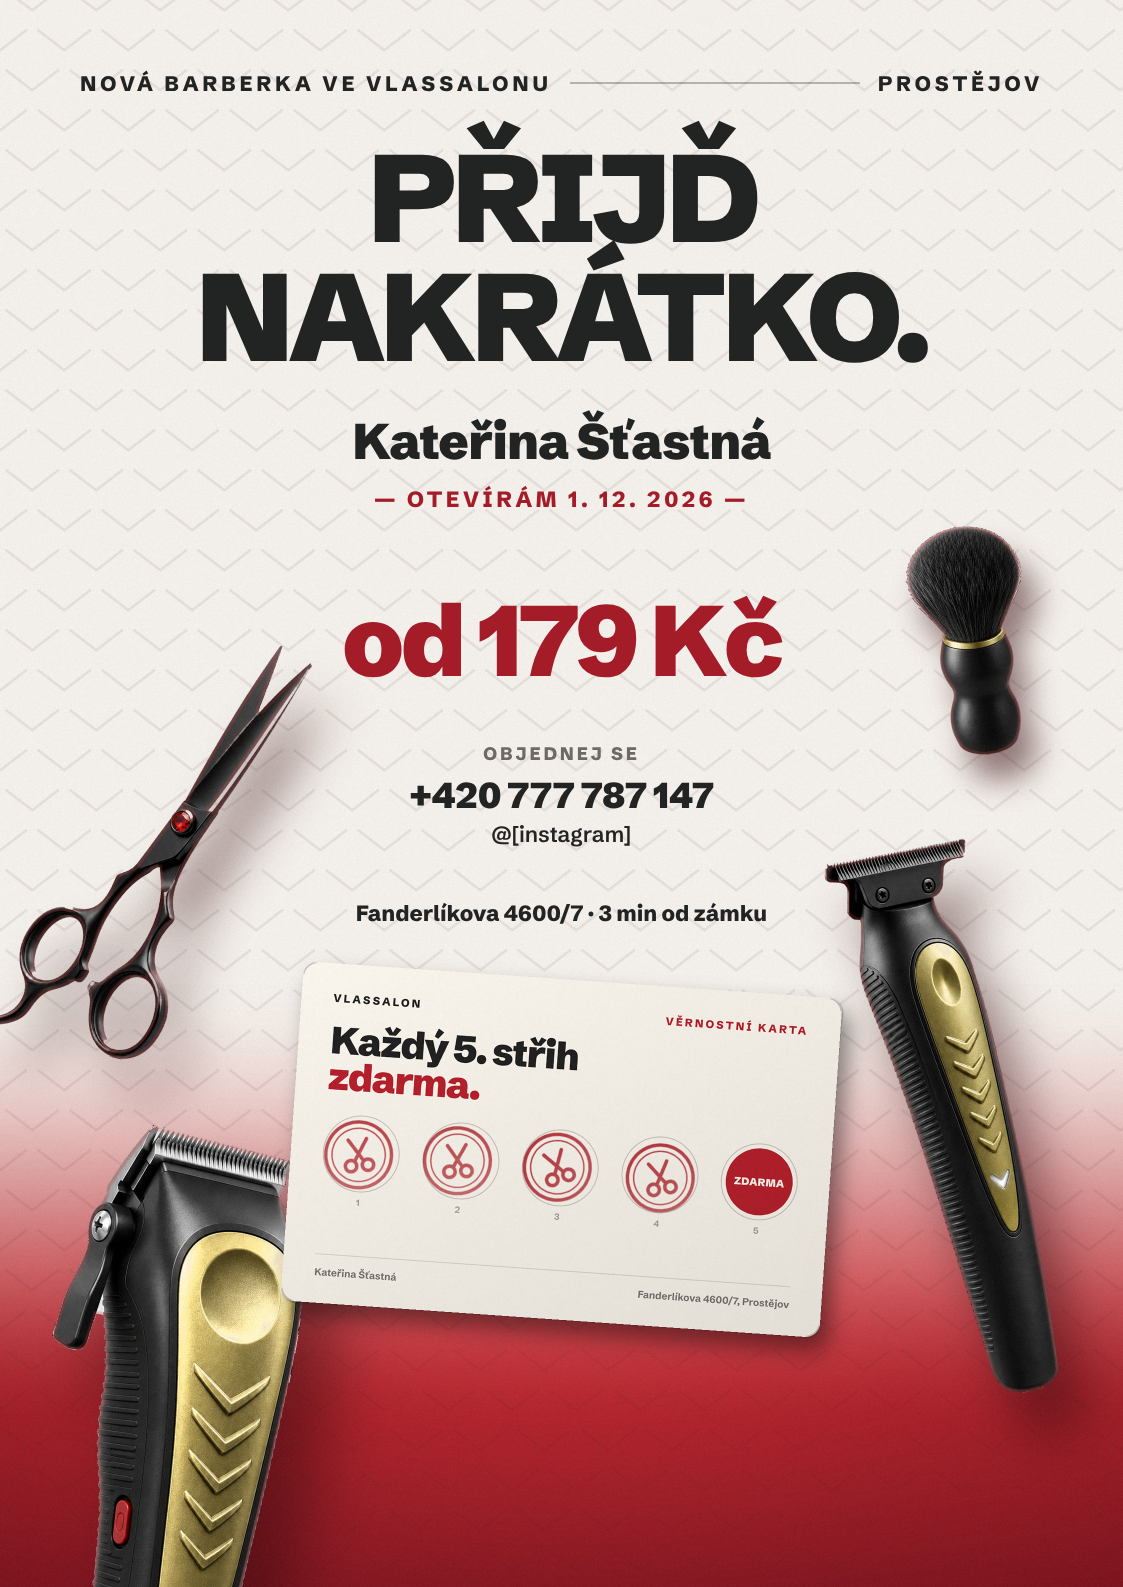 NOVÁ BARBERKA VE VLASSALONU PROSTĚJOV
PŘIJĎ
NAKRÁTKO.
Kateřina Šťastná
— OTEVÍRÁM 1. 12. 2026 —
od 179 Kč
OBJEDNEJ SE
+420 777 787 147
@[instagram]
Fanderlíkova 4600/7 · 3 min od zámku
VLASSALON
VĚRNOSTNÍ KARTA
Každý 5. střih
zdarma.
ZDARMA
1 2 3 4 5
Kateřina Šťastná
Fanderlíkova 4600/7, Prostějov